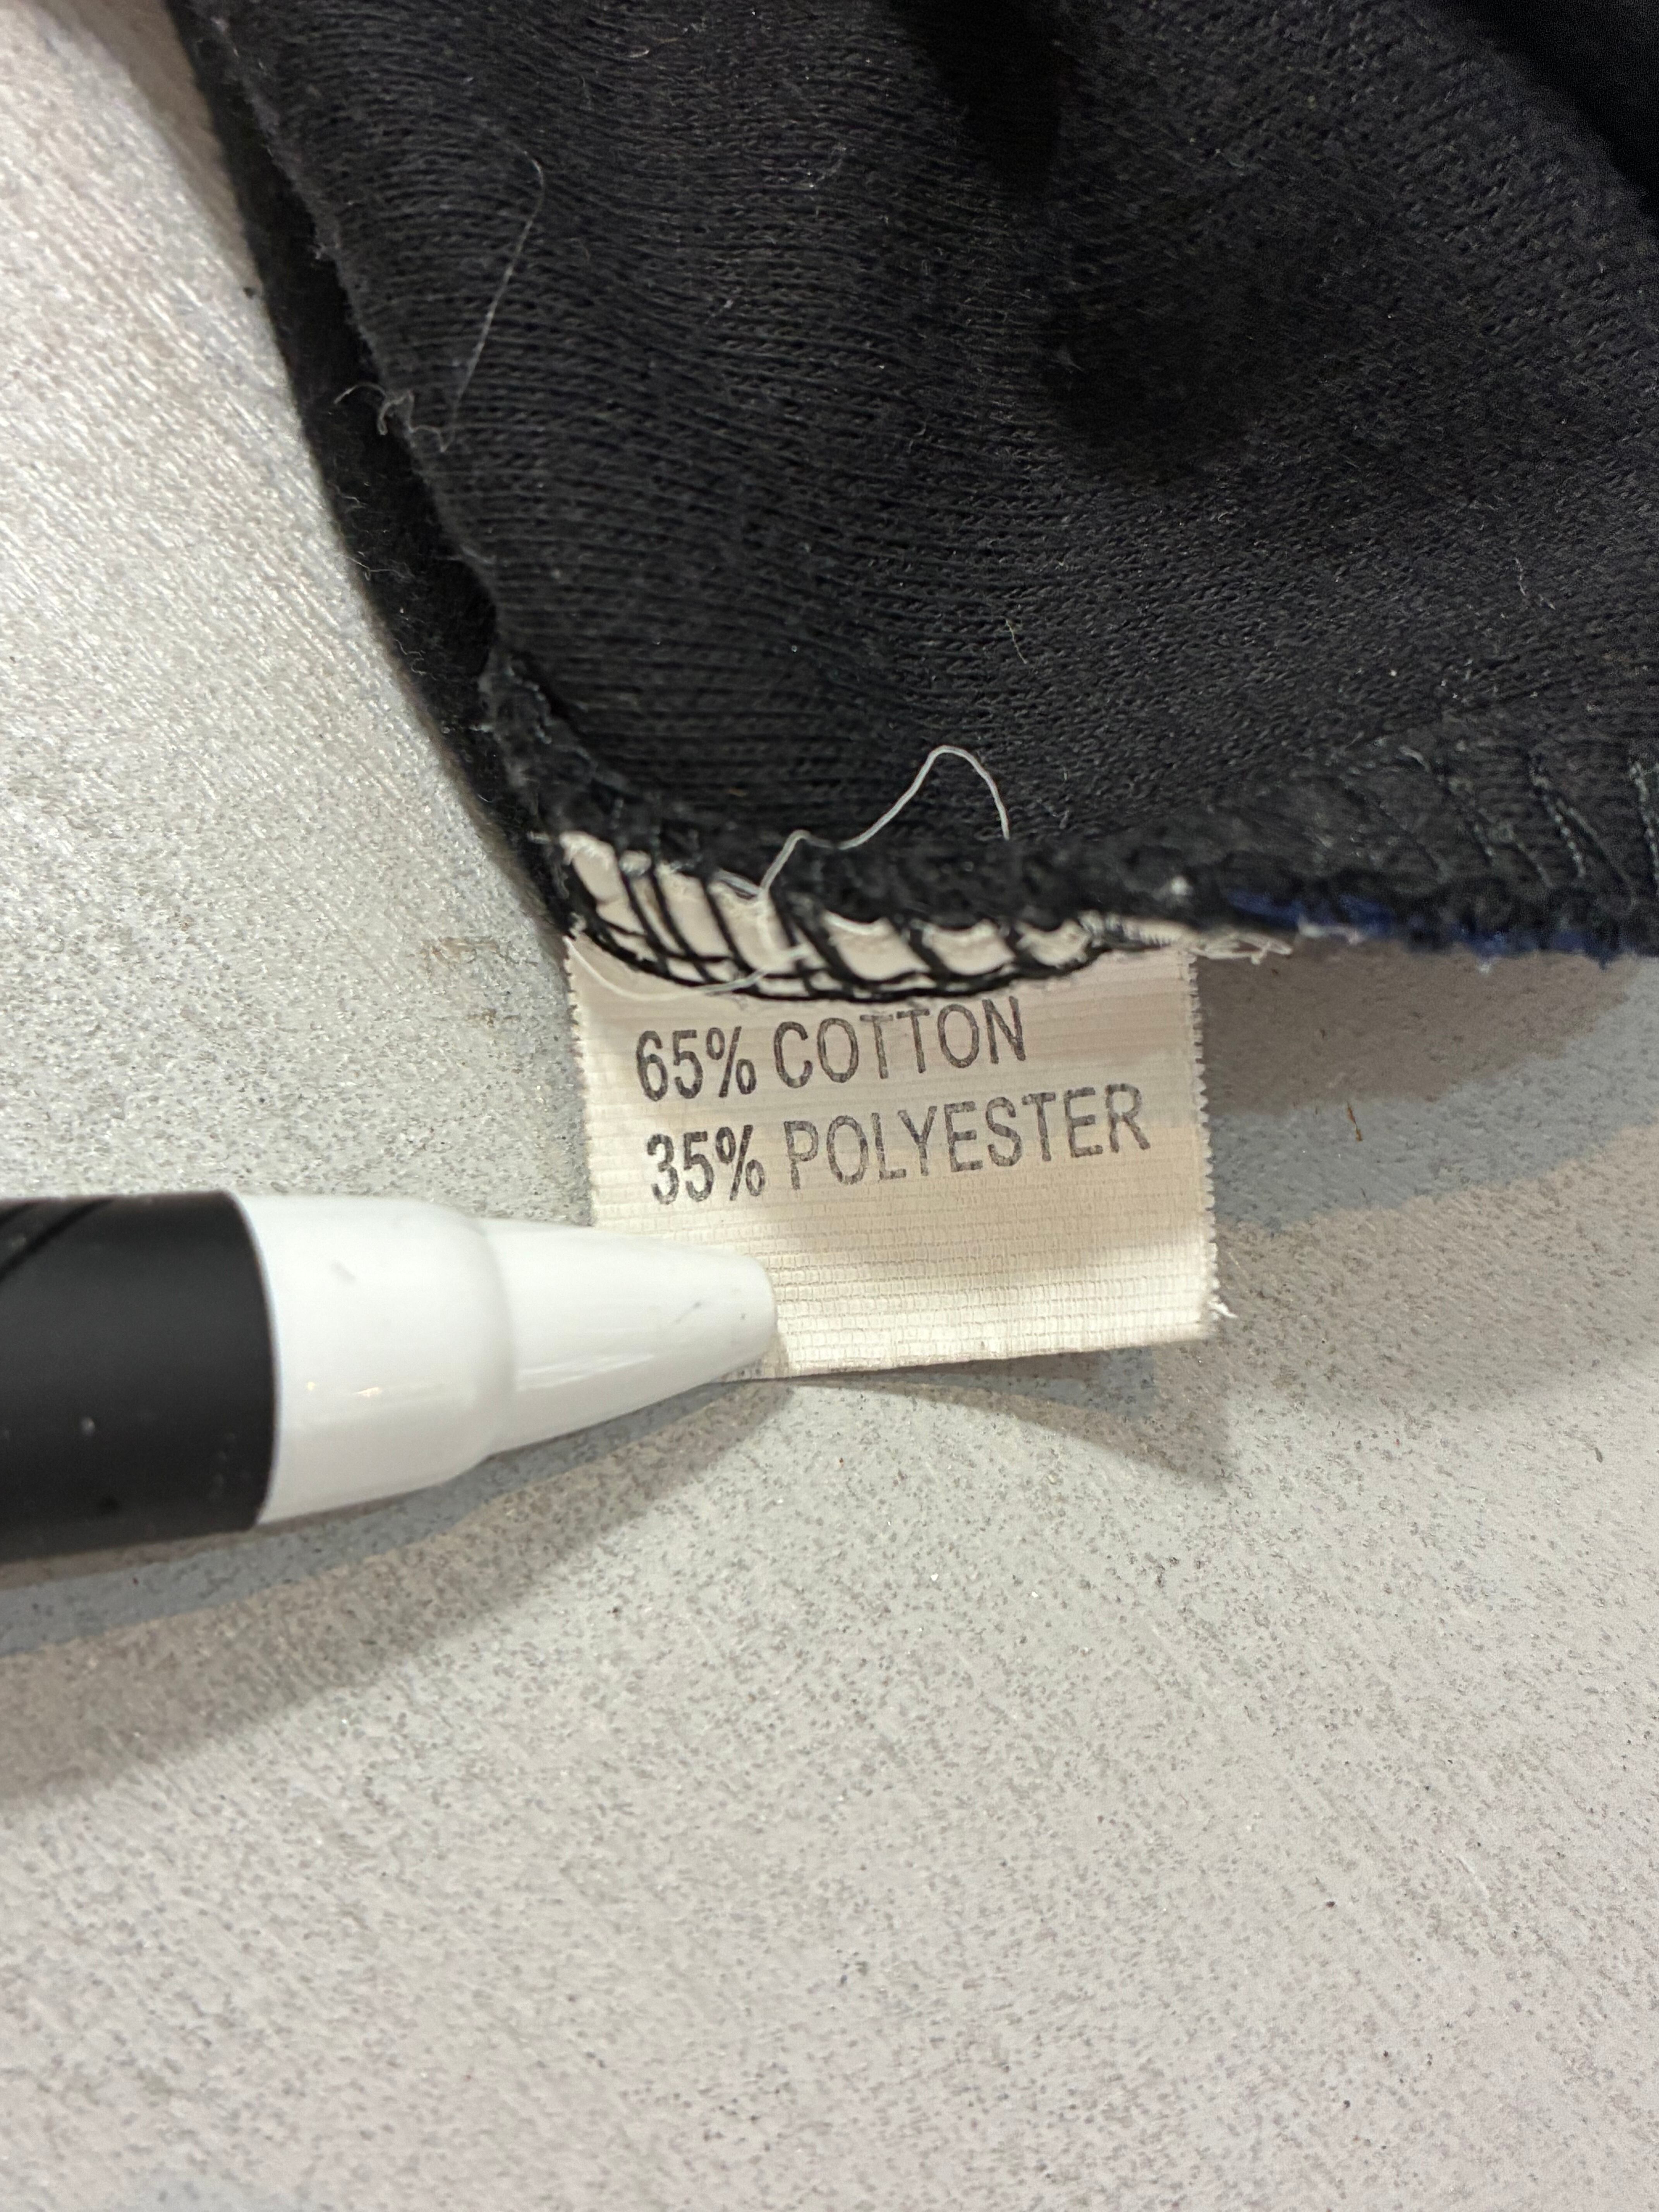 65% COTTON
35% POLYESTER